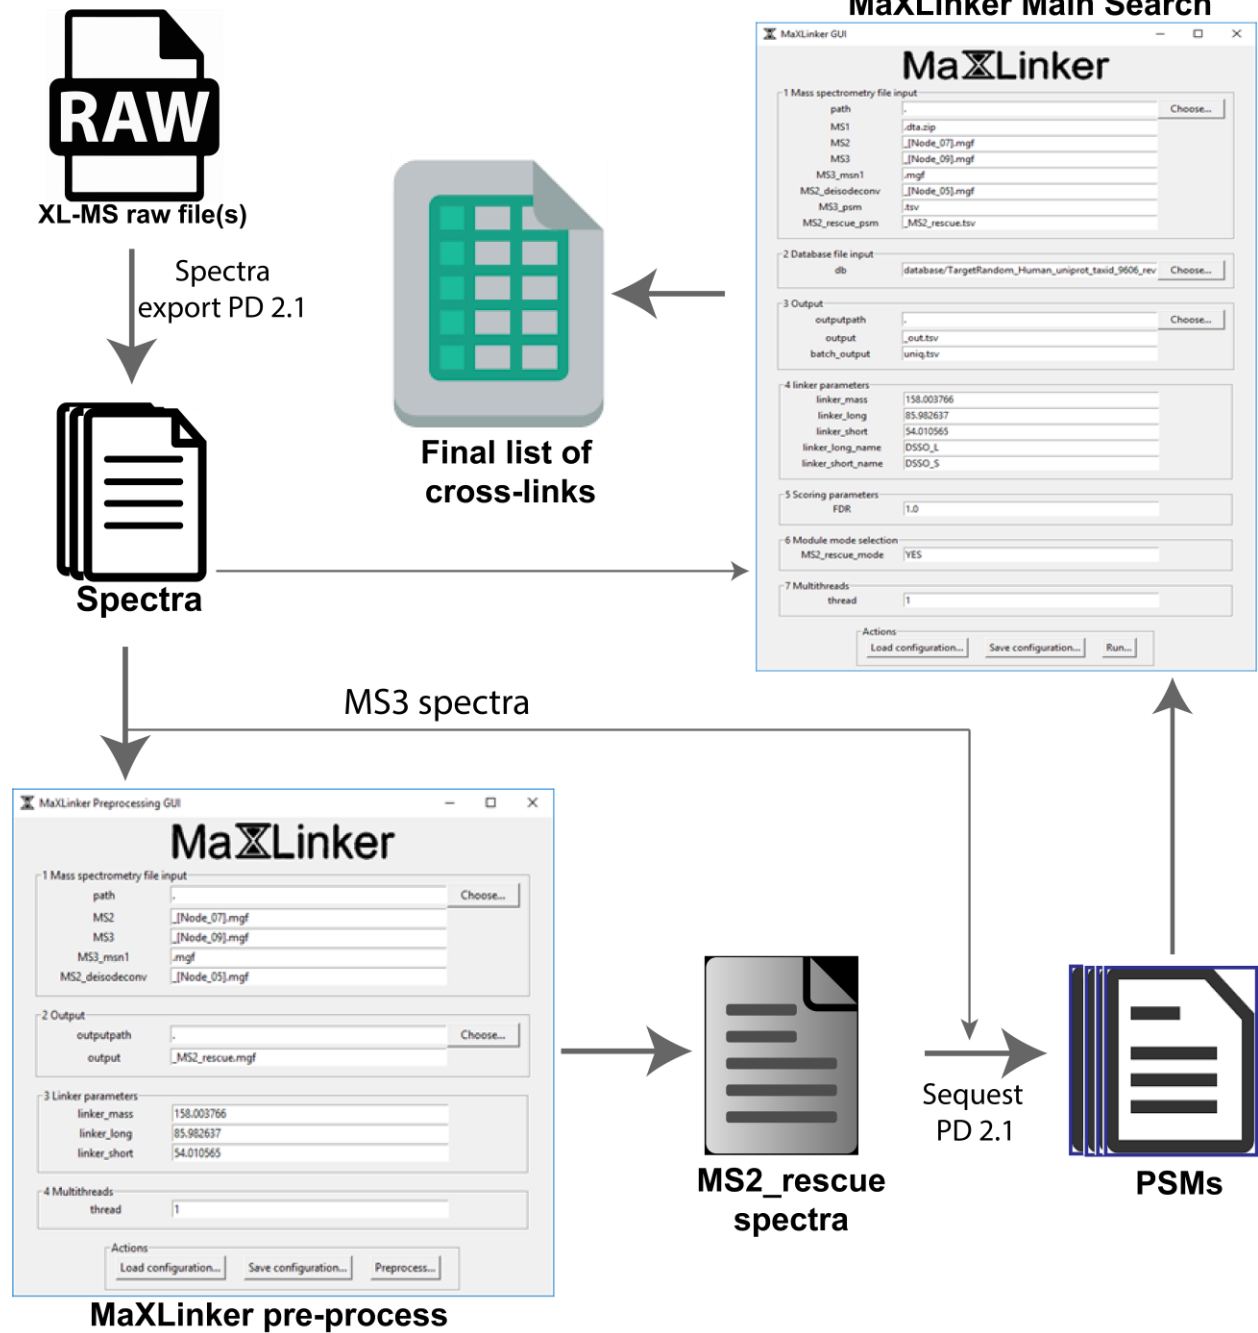 MaXLinker Main Search
RAW
XL-MS raw file(s)
Spectra
export PD 2.1
Spectra
Final list of
cross-links
MaXLinker GUI
MaXLinker
1 Mass spectrometry file input
path . Choose...
MS1 .dta.zip
MS2 _[Node_07].mgf
MS3 _[Node_09].mgf
MS3_msn1 .mgf
MS2_deisodeconv _[Node_05].mgf
MS3_psm .tsv
MS2_rescue_psm _MS2_rescue.tsv
2 Database file input
db database/TargetRandom_Human_uniprot_taxid_9606_rev Choose...
3 Output
outputpath . Choose...
output _out.tsv
batch_output uniq.tsv
4 linker parameters
linker_mass 158.003766
linker_long 85.982637
linker_short 54.010565
linker_long_name DSSO_L
linker_short_name DSSO_S
5 Scoring parameters
FDR 1.0
6 Module mode selection
MS2_rescue_mode YES
7 Multithreads
thread 1
Actions
Load configuration... Save configuration... Run...
MS3 spectra
MaXLinker Preprocessing GUI
MaXLinker
1 Mass spectrometry file input
path . Choose...
MS2 _[Node_07].mgf
MS3 _[Node_09].mgf
MS3_msn1 .mgf
MS2_deisodeconv _[Node_05].mgf
2 Output
outputpath . Choose...
output _MS2_rescue.mgf
3 Linker parameters
linker_mass 158.003766
linker_long 85.982637
linker_short 54.010565
4 Multithreads
thread 1
Actions
Load configuration... Save configuration... Preprocess...
MaXLinker pre-process
MS2_rescue
spectra
Sequest
PD 2.1
PSMs